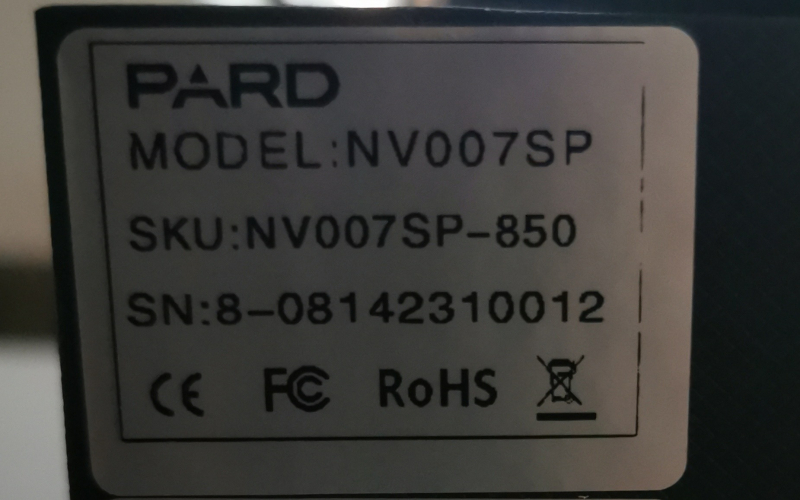 PARD
MODEL:NV007SP
SKU:NV007SP-850
SN:8-08142310012
CE FC RoHS